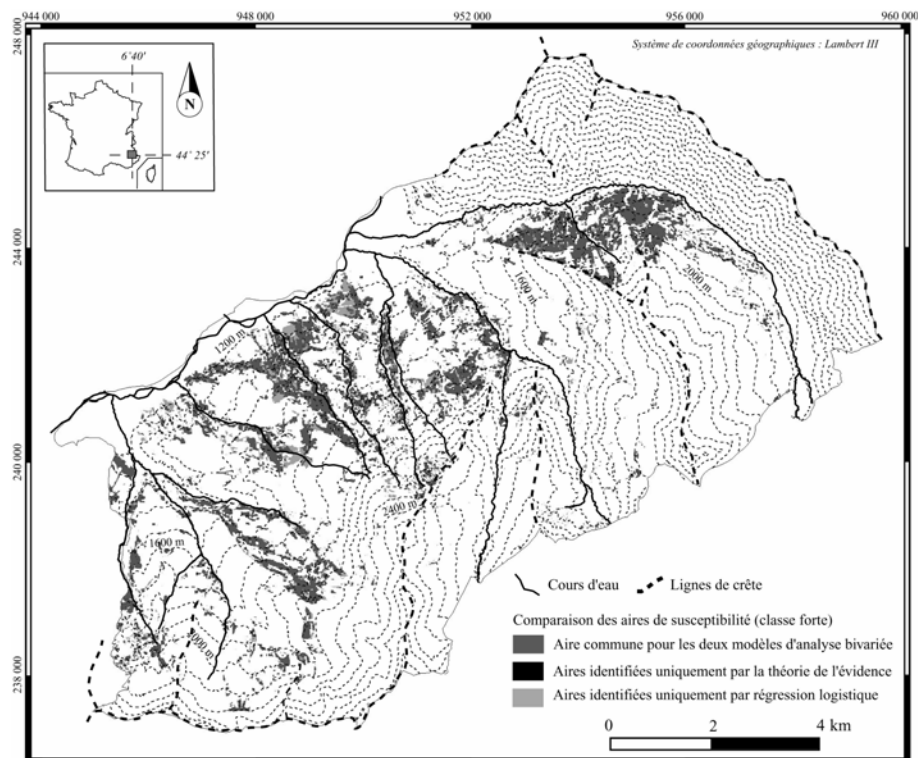 944 000
948 000
952 000
956 000
960 000
248 000
244 000
240 000
238 000
Système de coordonnées géographiques : Lambert III
6°40'
N
44° 25'
1200 m
1600 m
2000 m
2400 m
1600 m
2000 m
Cours d'eau
Lignes de crête
Comparaison des aires de susceptibilité (classe forte)
Aire commune pour les deux modèles d'analyse bivariée
Aires identifiées uniquement par la théorie de l'évidence
Aires identifiées uniquement par régression logistique
0 2 4 km